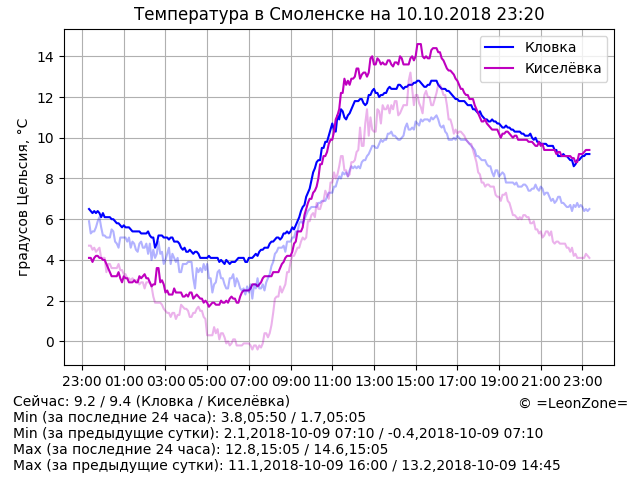 Температура в Смоленске на 10.10.2018 23:20
градусов Цельсия, °C
14
12
10
8
6
4
2
0
Кловка
Киселёвка
23:00 01:00 03:00 05:00 07:00 09:00 11:00 13:00 15:00 17:00 19:00 21:00 23:00
Сейчас: 9.2 / 9.4 (Кловка / Киселёвка)
© =LeonZone=
Min (за последние 24 часа): 3.8,05:50 / 1.7,05:05
Min (за предыдущие сутки): 2.1,2018-10-09 07:10 / -0.4,2018-10-09 07:10
Max (за последние 24 часа): 12.8,15:05 / 14.6,15:05
Max (за предыдущие сутки): 11.1,2018-10-09 16:00 / 13.2,2018-10-09 14:45